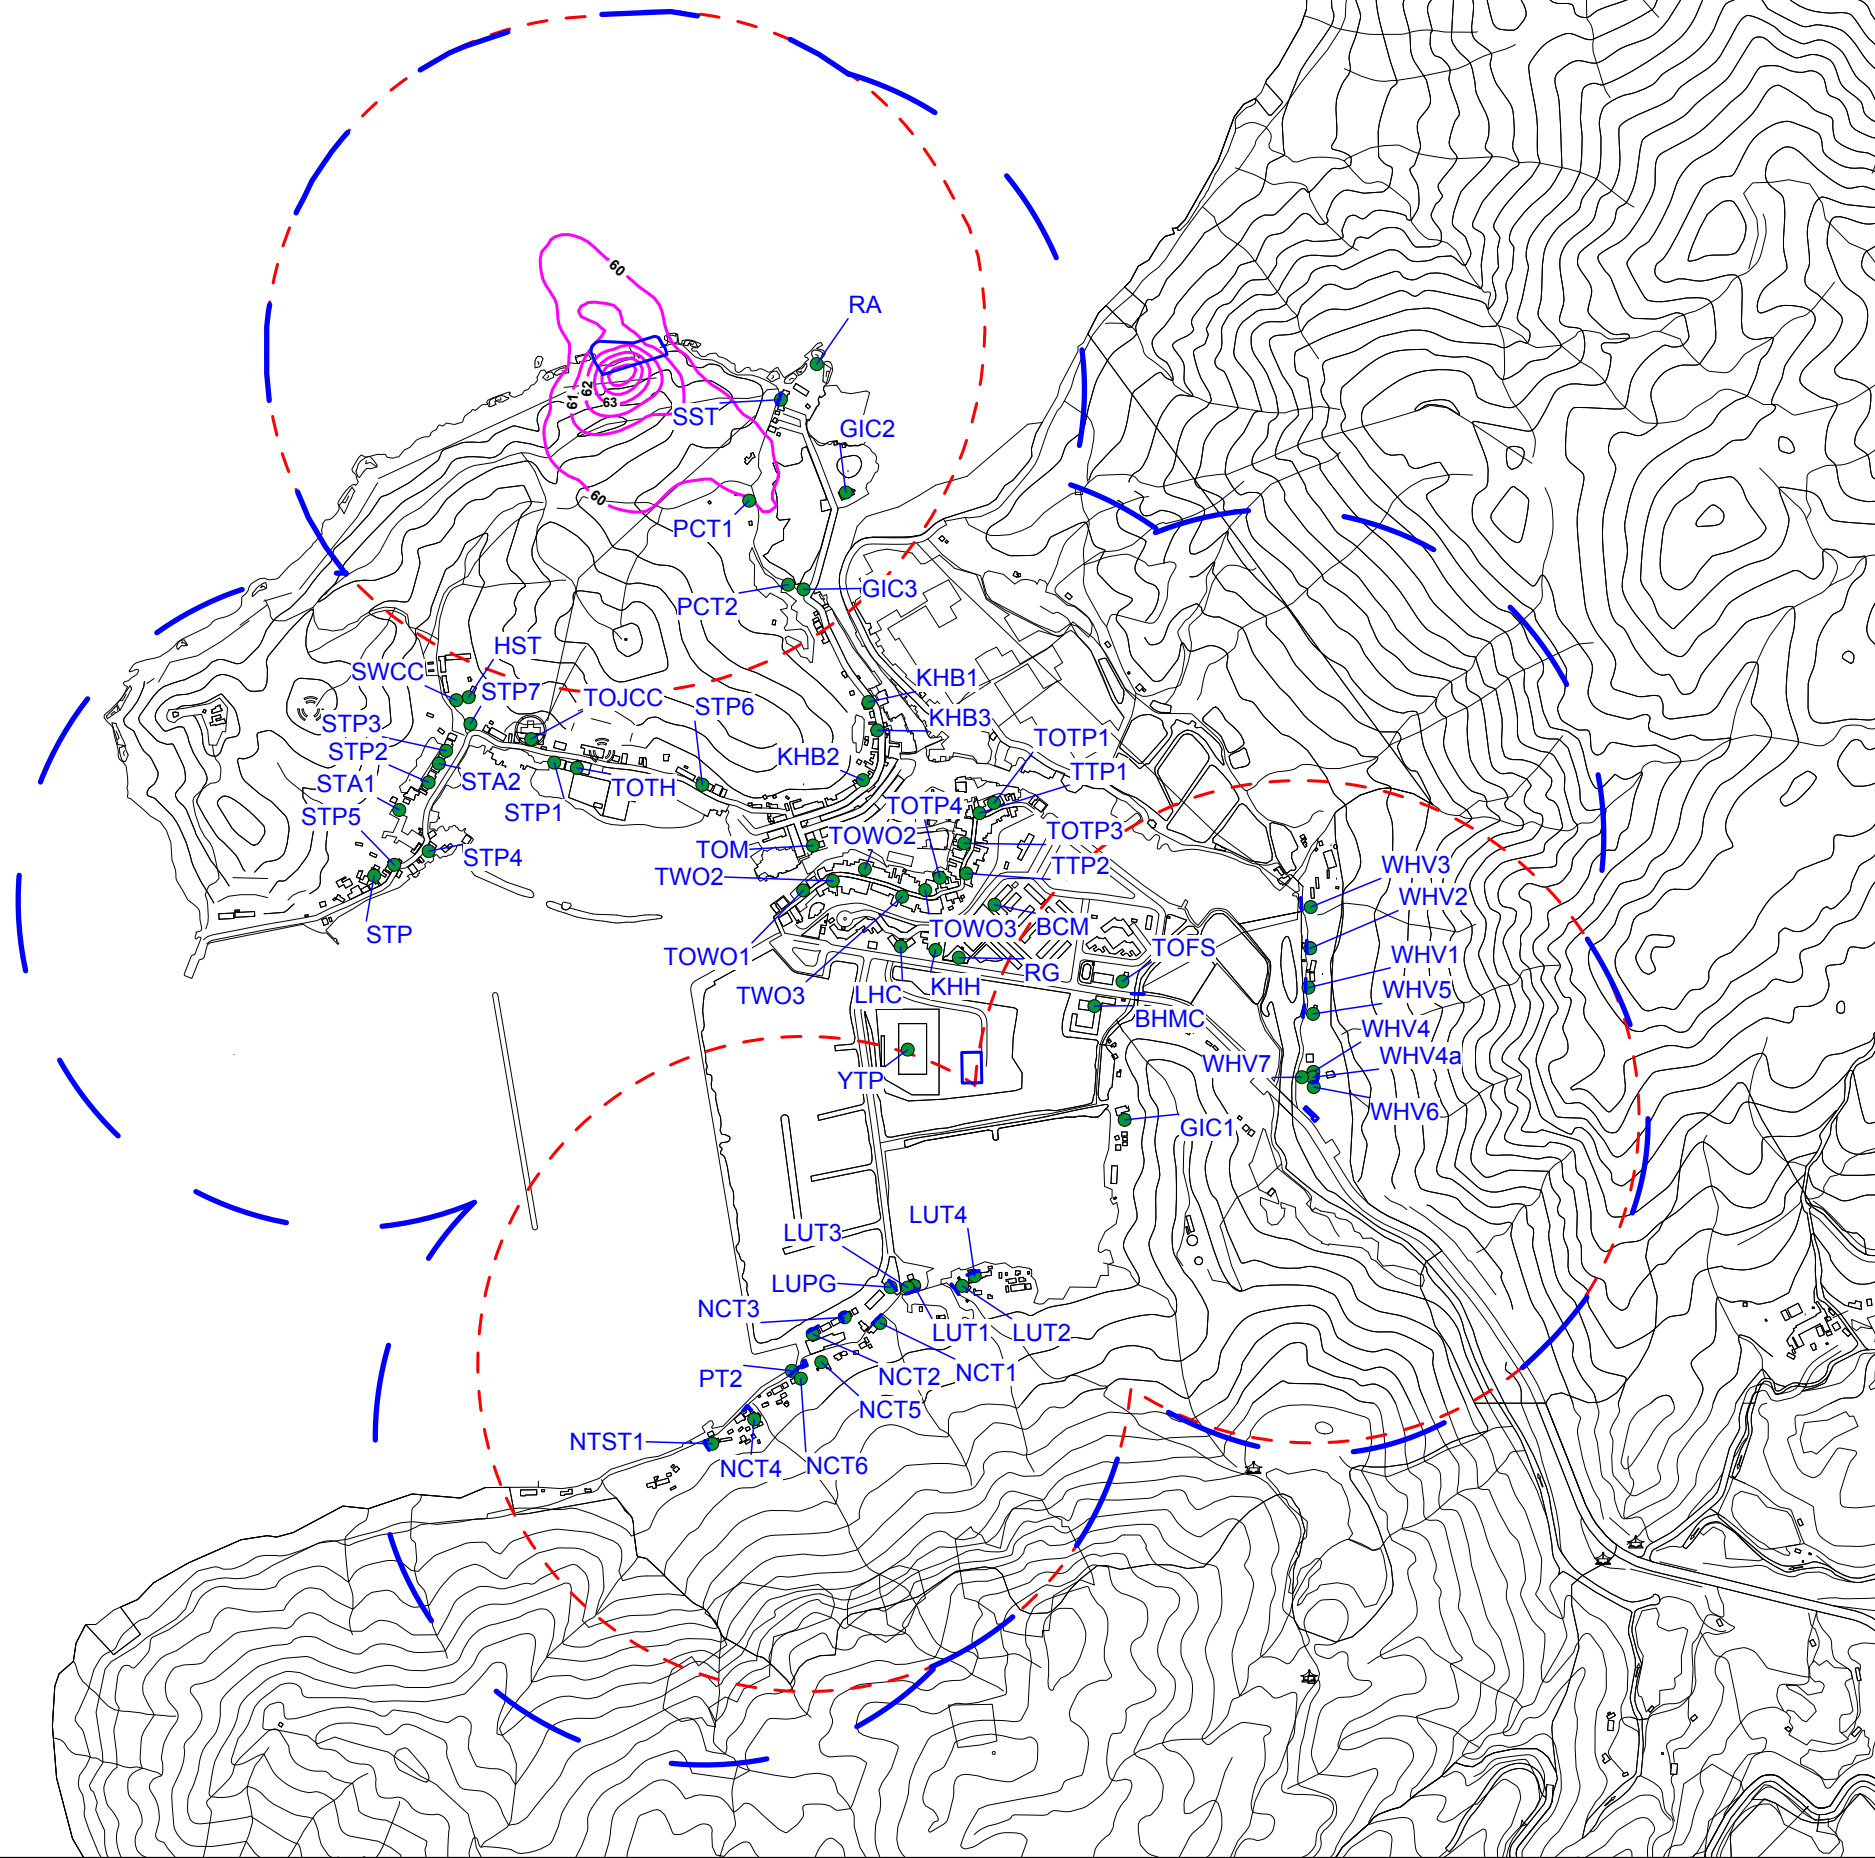 60
RA
62
61
63
SST
GIC2
60
PCT1
GIC3
PCT2
HST
SWCC
STP7
TOJCC
STP6
KHB1
STP3
KHB3
STP2
KHB2
TOTP1
STA1
STA2
TOTH
TTP1
STP5
STP1
TOTP4
TOWO2
TOTP3
TOM
STP4
WHV3
TWO2
TTP2
WHV2
STP
TOWO3
BCM
TOFS
TOWO1
WHV1
RG
TWO3
LHC
KHH
WHV5
BHMC
WHV4
WHV7
WHV4a
YTP
WHV6
GIC1
LUT4
LUT3
LUPG
NCT3
LUT1
LUT2
PT2
NCT2
NCT1
NCT5
NTST1
NCT4
NCT6